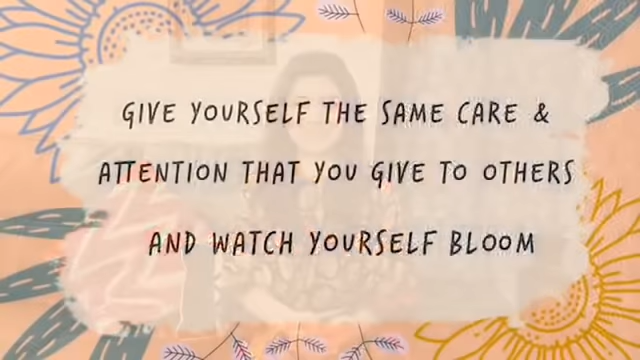 GIVE YOURSELF THE SAME CARE &
ATTENTION THAT YOU GIVE TO OTHERS
AND WATCH YOURSELF BLOOM